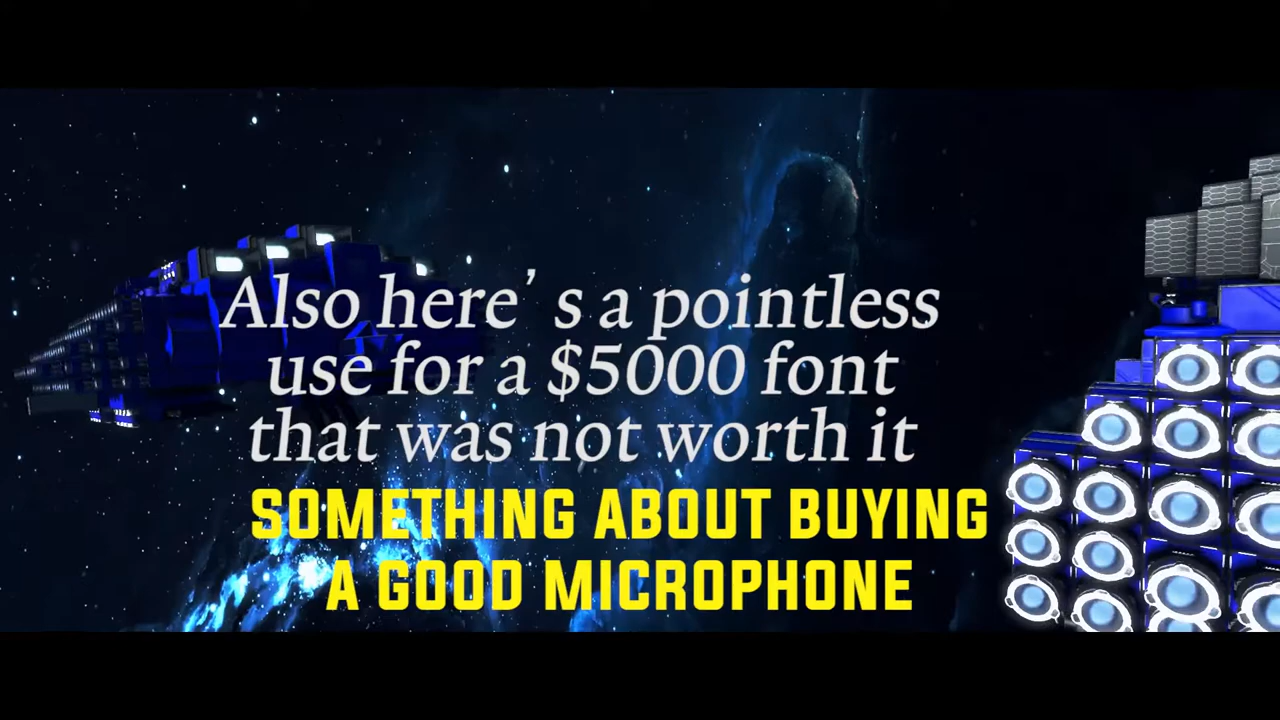 Also here’ s a pointless
use for a $5000 font
that was not worth it
SOMETHING ABOUT BUYING
A GOOD MICROPHONE